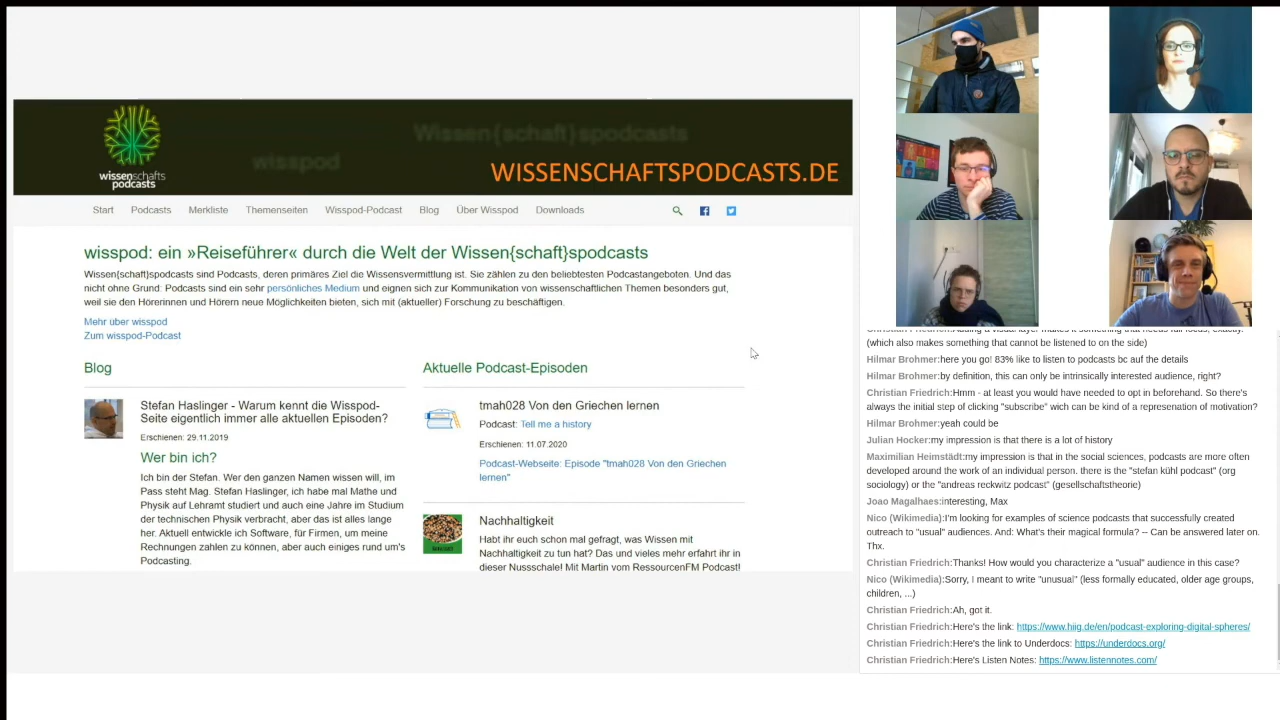 Wissen{schaft}spodcasts
wisspod
wissenschafts
podcasts
WISSENSCHAFTSPODCASTS.DE
Start Podcasts Merkliste Themenseiten Wisspod-Podcast Blog Über Wisspod Downloads
wisspod: ein »Reiseführer« durch die Welt der Wissen{schaft}spodcasts
Wissen{schaft}spodcasts sind Podcasts, deren primäres Ziel die Wissensvermittlung ist. Sie zählen zu den beliebtesten Podcastangeboten. Und das
nicht ohne Grund: Podcasts sind ein sehr persönliches Medium und eignen sich zur Kommunikation von wissenschaftlichen Themen besonders gut,
weil sie den Hörerinnen und Hörern neue Möglichkeiten bieten, sich mit (aktueller) Forschung zu beschäftigen.
Mehr über wisspod
Zum wisspod-Podcast
Blog
Stefan Haslinger - Warum kennt die Wisspod-
Seite eigentlich immer alle aktuellen Episoden?
Erschienen: 29.11.2019
Wer bin ich?
Ich bin der Stefan. Wer den ganzen Namen wissen will, im
Pass steht Mag. Stefan Haslinger, ich habe mal Mathe und
Physik auf Lehramt studiert und auch eine Jahre im Studium
der technischen Physik verbracht, aber das ist alles lange
her. Aktuell entwickle ich Software, für Firmen, um meine
Rechnungen zahlen zu können, aber auch einiges rund um's
Podcasting.
Aktuelle Podcast-Episoden
tmah028 Von den Griechen lernten
Podcast: Tell me a history
Erschienen: 11.07.2020
Podcast-Webseite: Episode "tmah028 Von den Griechen
lernten"
Nachhaltigkeit
Habt ihr euch schon mal gefragt, was Wissen mit
Nachhaltigkeit zu tun hat? Das und vieles mehr erfahrt ihr in
dieser Nussschale! Mit Martin vom RessourcenFM Podcast!
Christian Friedrich:Adding a visual layer makes it something that needs full focus, exactly.
(which also makes something that cannot be listened to on the side)
Hilmar Brohmer:here you go! 83% like to listen to podcasts bc auf the details
Hilmar Brohmer:by definition, this can only be intrinsically interested audience, right?
Christian Friedrich:Hmm - at least you would have needed to opt in beforehand. So there's
always the initial step of clicking "subscribe" wich can be kind of a represenation of motivation?
Hilmar Brohmer:yeah could be
Julian Hocker:my impression is that there is a lot of history
Maximilian Heimstädt:my impression is that in the social sciences, podcasts are more often
developed around the work of an individual person. there is the "stefan kühl podcast" (org
sociology) or the "andreas reckwitz podcast" (gesellschaftstheorie)
Joao Magalhaes:interesting, Max
Nico (Wikimedia):I'm looking for examples of science podcasts that successfully created
outreach to "usual" audiences. And: What's their magical formula? -- Can be answered later on.
Thx.
Christian Friedrich:Thanks! How would you characterize a "usual" audience in this case?
Nico (Wikimedia):Sorry, I meant to write "unusual" (less formally educated, older age groups,
children, ...)
Christian Friedrich:Ah, got it.
Christian Friedrich:Here's the link: https://www.hiig.de/en/podcast-exploring-digital-spheres/
Christian Friedrich:Here's the link to Underdocs: https://underdocs.org/
Christian Friedrich:Here's Listen Notes: https://www.listennotes.com/